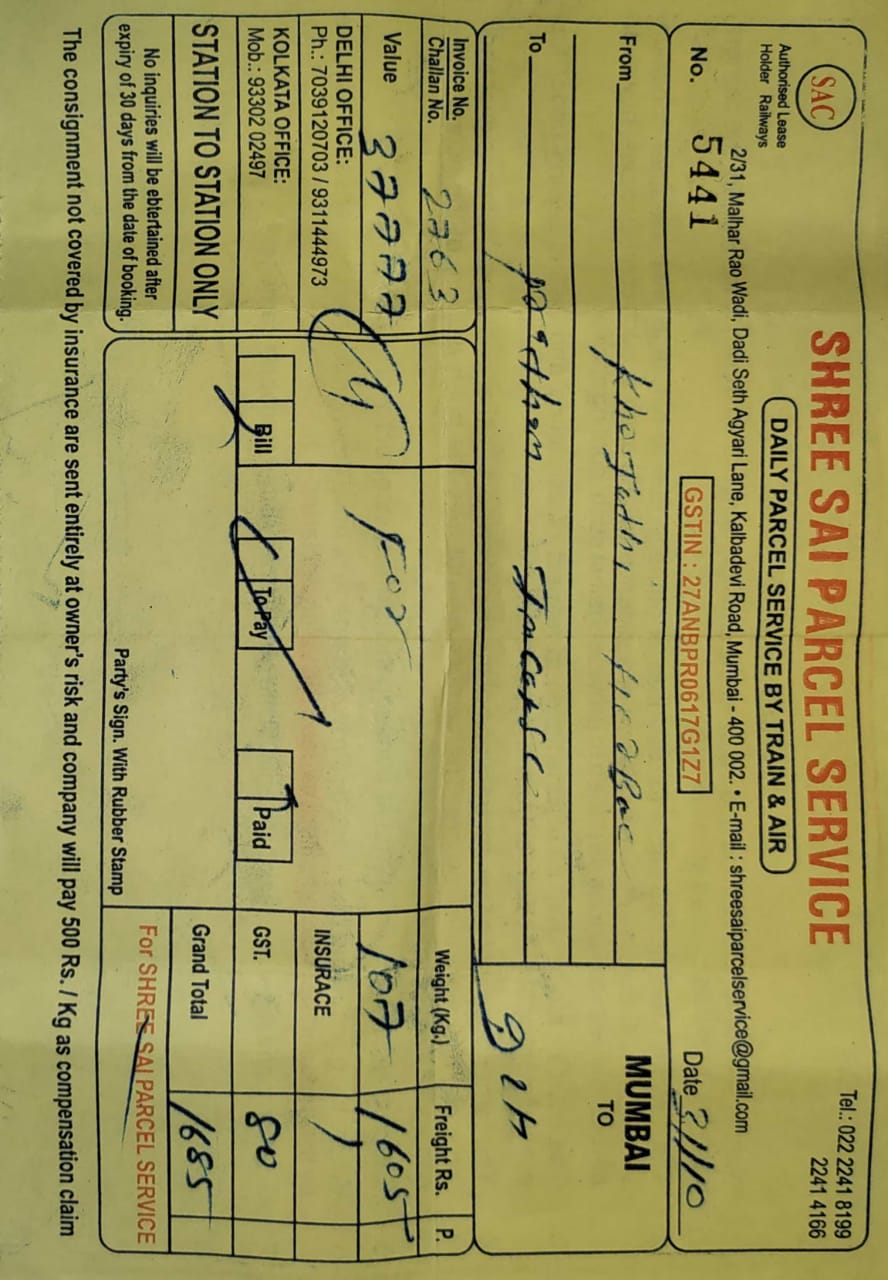 SAC
Authorised Lease
Holder Railways
SHREE SAI PARCEL SERVICE
Tel.: 022 2241 8199
2241 4166
DAILY PARCEL SERVICE BY TRAIN & AIR
2/31, Malhar Rao Wadi, Dadi Seth Agyari Lane, Kalbadevi Road, Mumbai - 400 002. • E-mail : shreesaiparcelservice@gmail.com
No. 5441
GSTIN : 27ANBPR0617G1Z7
Date 21/10
From
MUMBAI
TO
To
Invoice No.
Challan No. 2763
Weight (Kg.) Freight Rs. P.
Value 37777
For
107 1605
DELHI OFFICE:
Ph.: 7039120703 / 9311444973
INSURACE
KOLKATA OFFICE:
Mob.: 93302 02497
Bill To Pay Paid
GST. 80
STATION TO STATION ONLY
Grand Total 1685
No inquiries will be ebtertained after
expiry of 30 days from the date of booking.
Party's Sign. With Rubber Stamp
For SHREE SAI PARCEL SERVICE
The consignment not covered by insurance are sent entirely at owner's risk and company will pay 500 Rs. / Kg as compensation claim